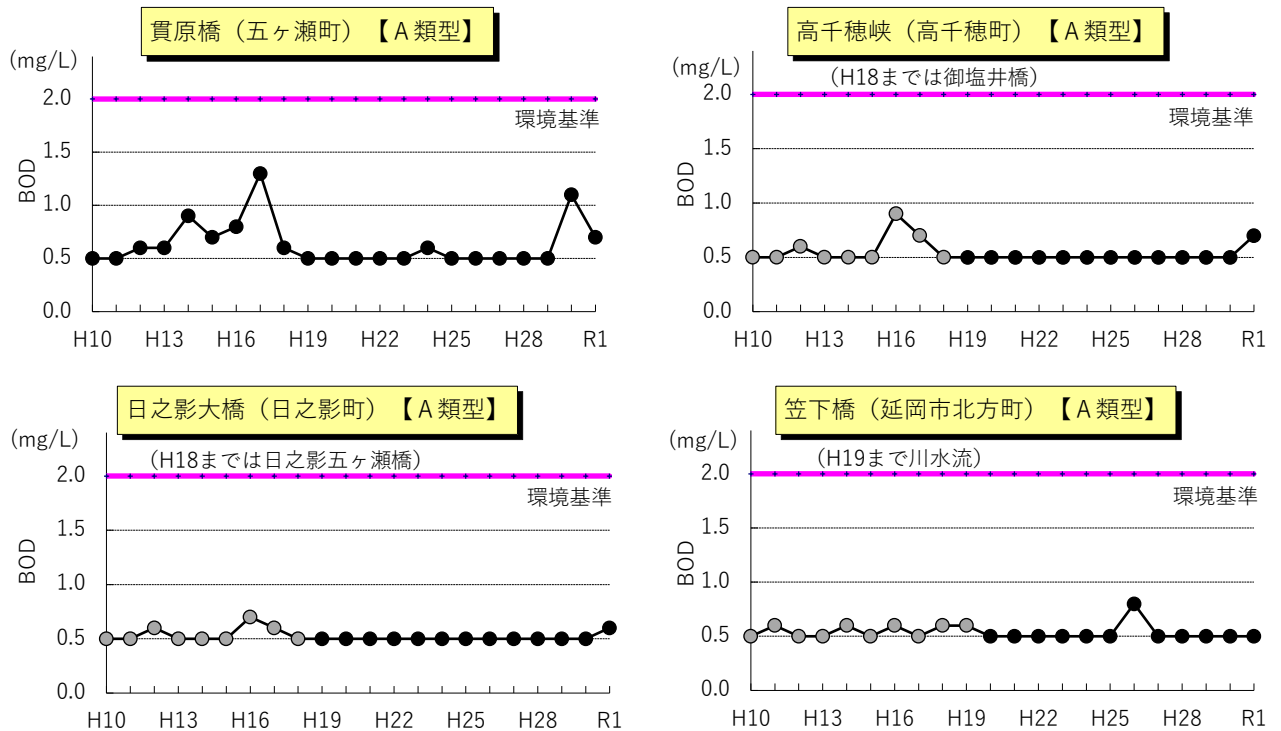 貫原橋（五ヶ瀬町）【Ａ類型】
(mg/L)
2.0
環境基準
1.5
BOD
1.0
0.5
0.0
H10 H13 H16 H19 H22 H25 H28 R1
高千穂峡（高千穂町）【Ａ類型】
(mg/L)
（H18までは御塩井橋）
2.0
環境基準
1.5
BOD
1.0
0.5
0.0
H10 H13 H16 H19 H22 H25 H28 R1
日之影大橋（日之影町）【Ａ類型】
(mg/L)
（H18までは日之影五ヶ瀬橋）
2.0
環境基準
1.5
BOD
1.0
0.5
0.0
H10 H13 H16 H19 H22 H25 H28 R1
笠下橋（延岡市北方町）【Ａ類型】
(mg/L)
（H19まで川水流）
2.0
環境基準
1.5
BOD
1.0
0.5
0.0
H10 H13 H16 H19 H22 H25 H28 R1